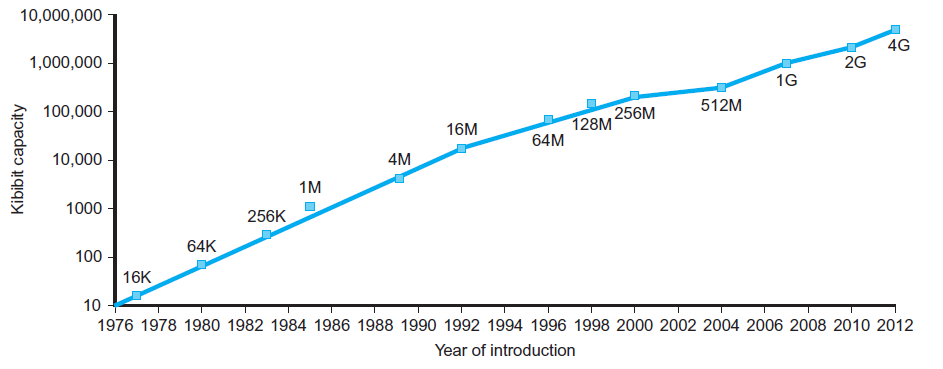 10,000,000
1,000,000
100,000
10,000
1000
100
10
Kibibit capacity
16K
64K
256K
1M
4M
16M
64M
128M
256M
512M
1G
2G
4G
1976 1978 1980 1982 1984 1986 1988 1990 1992 1994 1996 1998 2000 2002 2004 2006 2008 2010 2012
Year of introduction